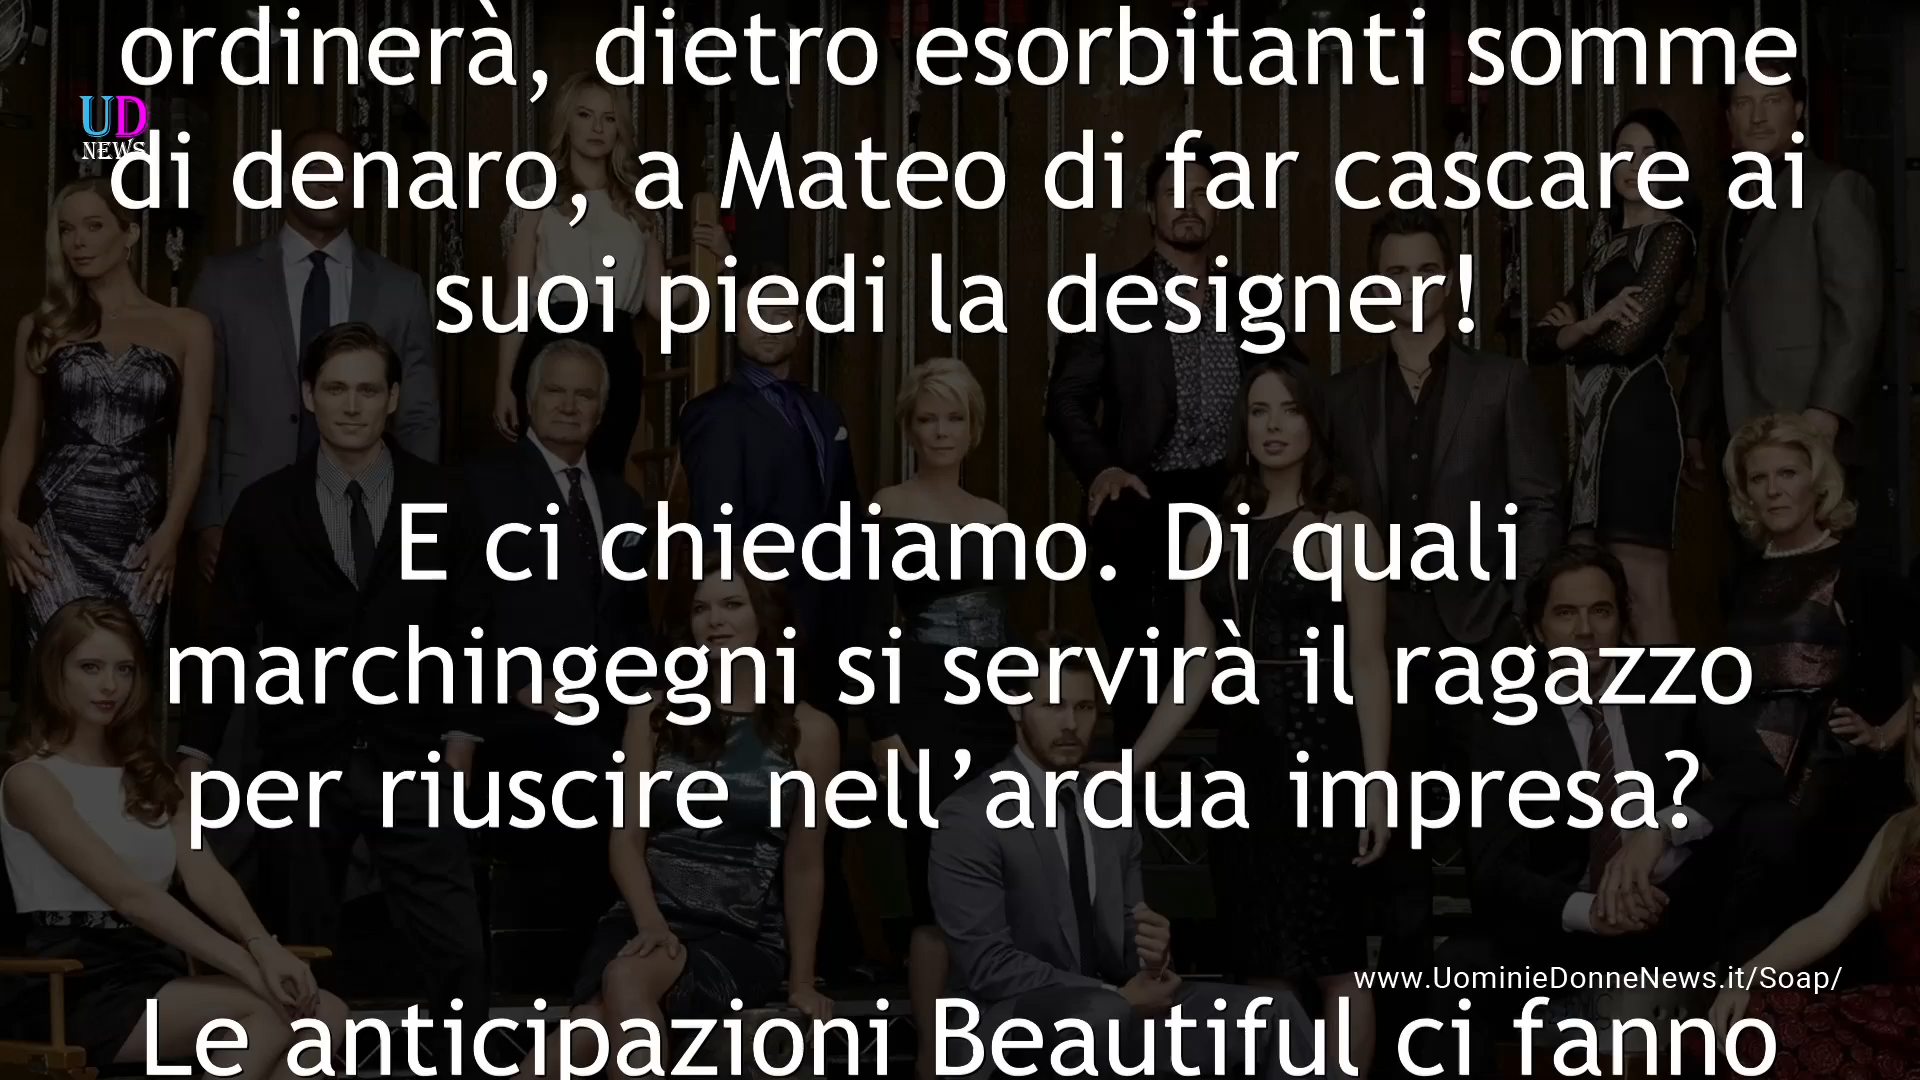 ordinerà, dietro esorbitanti somme
UD
NEWS
di denaro, a Mateo di far cascare ai
suoi piedi la designer!
E ci chiediamo. Di quali
marchingegni si servirà il ragazzo
per riuscire nell’ardua impresa?
www.UominieDonneNews.it/Soap/
Le anticipazioni Beautiful ci fanno